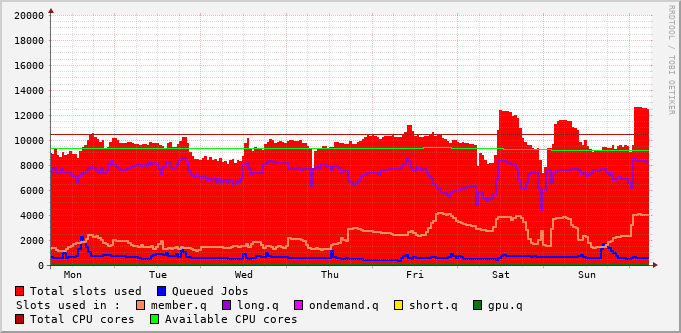 20000
18000
16000
14000
12000
10000
8000
6000
4000
2000
0
Mon Tue Wed Thu Fri Sat Sun
RRDTOOL / TOBI OETIKER
Total slots used Queued Jobs
Slots used in : member.q long.q ondemand.q short.q gpu.q
Total CPU cores Available CPU cores